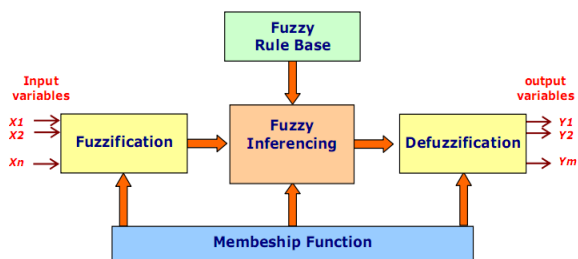 Fuzzy
Rule Base
Input
variables
X1
X2
Xn
Fuzzification
Fuzzy
Inferencing
Defuzzification
output
variables
Y1
Y2
Ym
Membeship Function